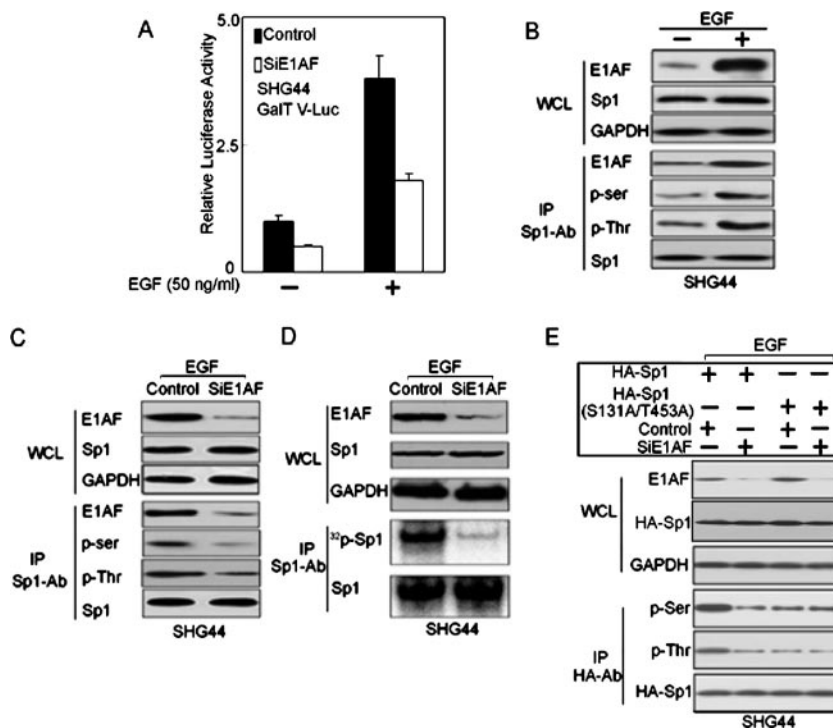 A
Relative Luciferase Activity
5.0
2.5
0
Control
SiE1AF
SHG44
GalT V-Luc
EGF (50 ng/ml)
− +
B
EGF
− +
WCL
E1AF
Sp1
GAPDH
IP
Sp1-Ab
E1AF
p-ser
p-Thr
Sp1
SHG44
C
EGF
Control SiE1AF
WCL
E1AF
Sp1
GAPDH
IP
Sp1-Ab
E1AF
p-ser
p-Thr
Sp1
SHG44
D
EGF
Control SiE1AF
WCL
E1AF
Sp1
GAPDH
IP
Sp1-Ab
³²p-Sp1
Sp1
SHG44
E
EGF
HA-Sp1 + + − −
HA-Sp1
(S131A/T453A) − − + +
Control + − + −
SiE1AF − + − +
WCL
E1AF
HA-Sp1
GAPDH
IP
HA-Ab
p-Ser
p-Thr
HA-Sp1
SHG44